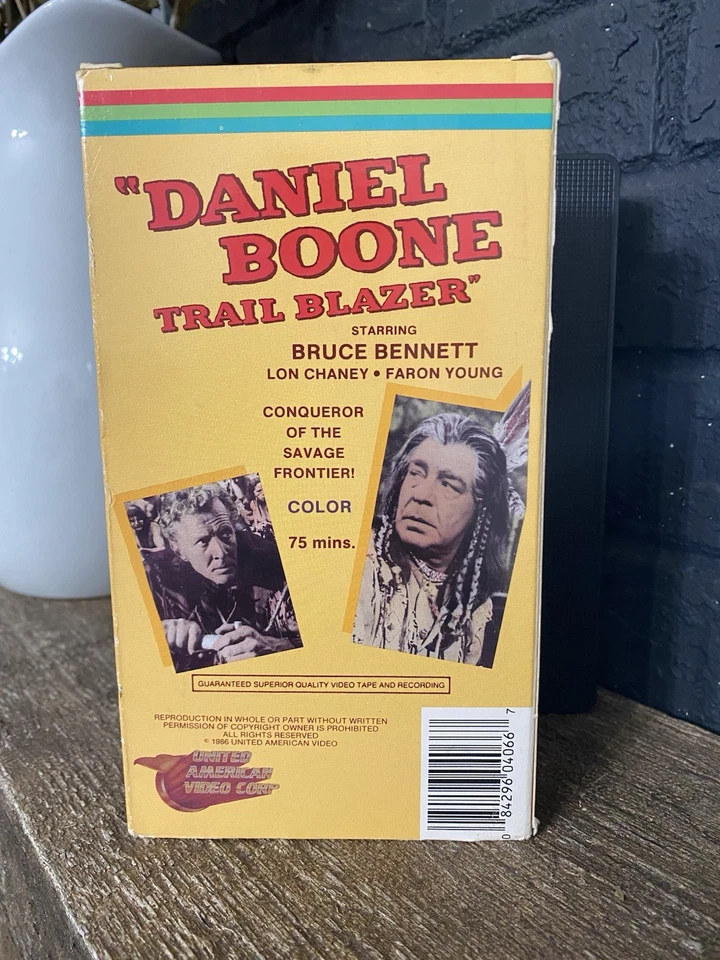 "DANIEL
BOONE
TRAIL BLAZER"
STARRING
BRUCE BENNETT
LON CHANEY • FARON YOUNG
CONQUEROR
OF THE
SAVAGE
FRONTIER!
COLOR
75 mins.
GUARANTEED SUPERIOR QUALITY VIDEO TAPE AND RECORDING
REPRODUCTION IN WHOLE OR PART WITHOUT WRITTEN
PERMISSION OF COPYRIGHT OWNER IS PROHIBITED
ALL RIGHTS RESERVED
© 1986 UNITED AMERICAN VIDEO
UNITED
AMERICAN
VIDEO CORP
0 84296 04066 7